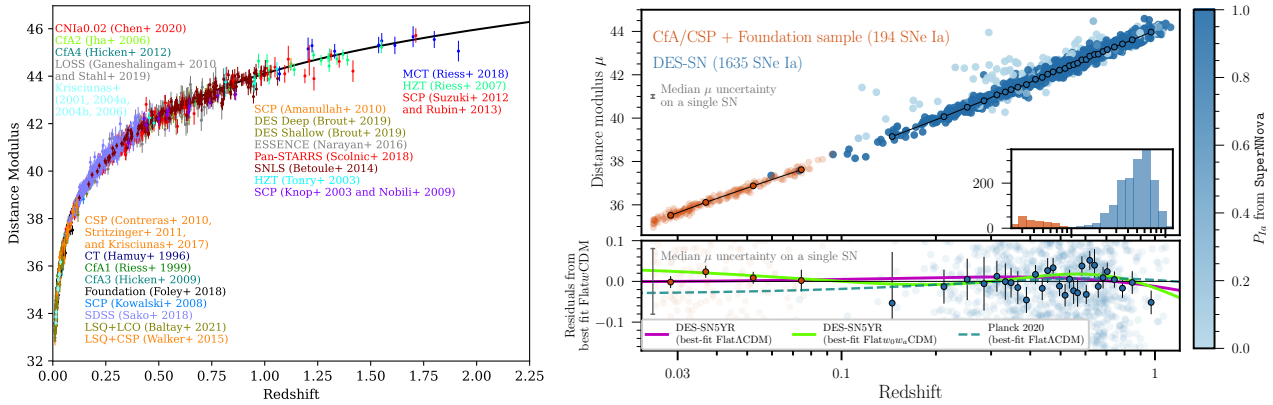 46
44
42
40
38
36
34
32
Distance Modulus
CNIa0.02 (Chen+ 2020)
CfA2 (Jha+ 2006)
CfA4 (Hicken+ 2012)
LOSS (Ganeshalingam+ 2010
and Stahl+ 2019)
Krisciunas+
(2001, 2004a,
2004b, 2006)
MCT (Riess+ 2018)
HZT (Riess+ 2007)
SCP (Suzuki+ 2012
and Rubin+ 2013)
SCP (Amanullah+ 2010)
DES Deep (Brout+ 2019)
DES Shallow (Brout+ 2019)
ESSENCE (Narayan+ 2016)
Pan-STARRS (Scolnic+ 2018)
SNLS (Betoule+ 2014)
HZT (Tonry+ 2003)
SCP (Knop+ 2003 and Nobili+ 2009)
CSP (Contreras+ 2010,
Stritzinger+ 2011,
and Krisciunas+ 2017)
CT (Hamuy+ 1996)
CfA1 (Riess+ 1999)
CfA3 (Hicken+ 2009)
Foundation (Foley+ 2018)
SCP (Kowalski+ 2008)
SDSS (Sako+ 2018)
LSQ+LCO (Baltay+ 2021)
LSQ+CSP (Walker+ 2015)
0.00 0.25 0.50 0.75 1.00 1.25 1.50 1.75 2.00 2.25
Redshift
Distance modulus μ
44
42
40
38
36
CfA/CSP + Foundation sample (194 SNe Ia)
DES-SN (1635 SNe Ia)
Median μ uncertainty
on a single SN
200
0
Residuals from
best fit FlatwCDM
0.1
0.0
−0.1
Median μ uncertainty on a single SN
DES-SN5YR
(best-fit FlatΛCDM)
DES-SN5YR
(best-fit Flatw₀wₐCDM)
Planck 2020
(best-fit FlatΛCDM)
0.03 0.1 0.3 1
Redshift
1.0
0.8
0.6
0.4
0.2
0.0
P_Ia from SuperNNova